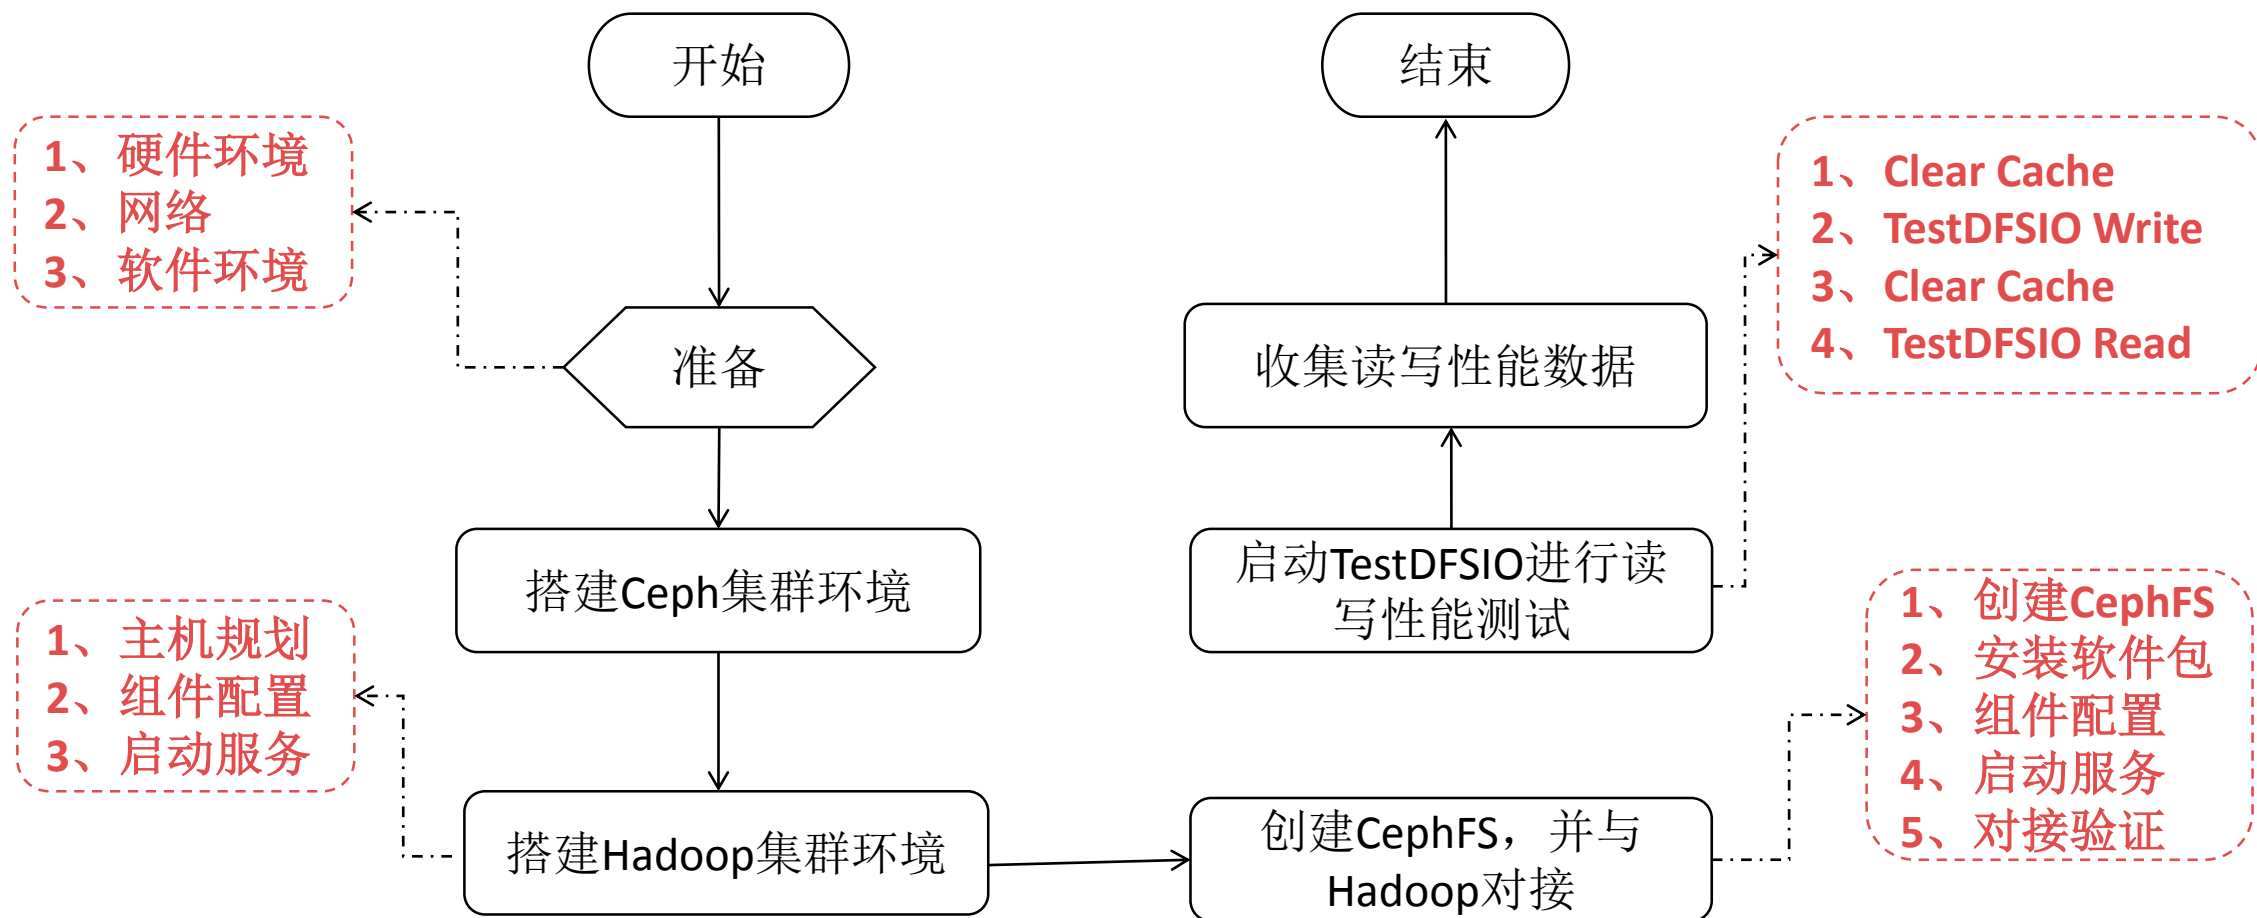 开始
1、硬件环境
2、网络
3、软件环境
准备
搭建Ceph集群环境
1、主机规划
2、组件配置
3、启动服务
搭建Hadoop集群环境
创建CephFS，并与
Hadoop对接
1、创建CephFS
2、安装软件包
3、组件配置
4、启动服务
5、对接验证
启动TestDFSIO进行读
写性能测试
1、Clear Cache
2、TestDFSIO Write
3、Clear Cache
4、TestDFSIO Read
收集读写性能数据
结束